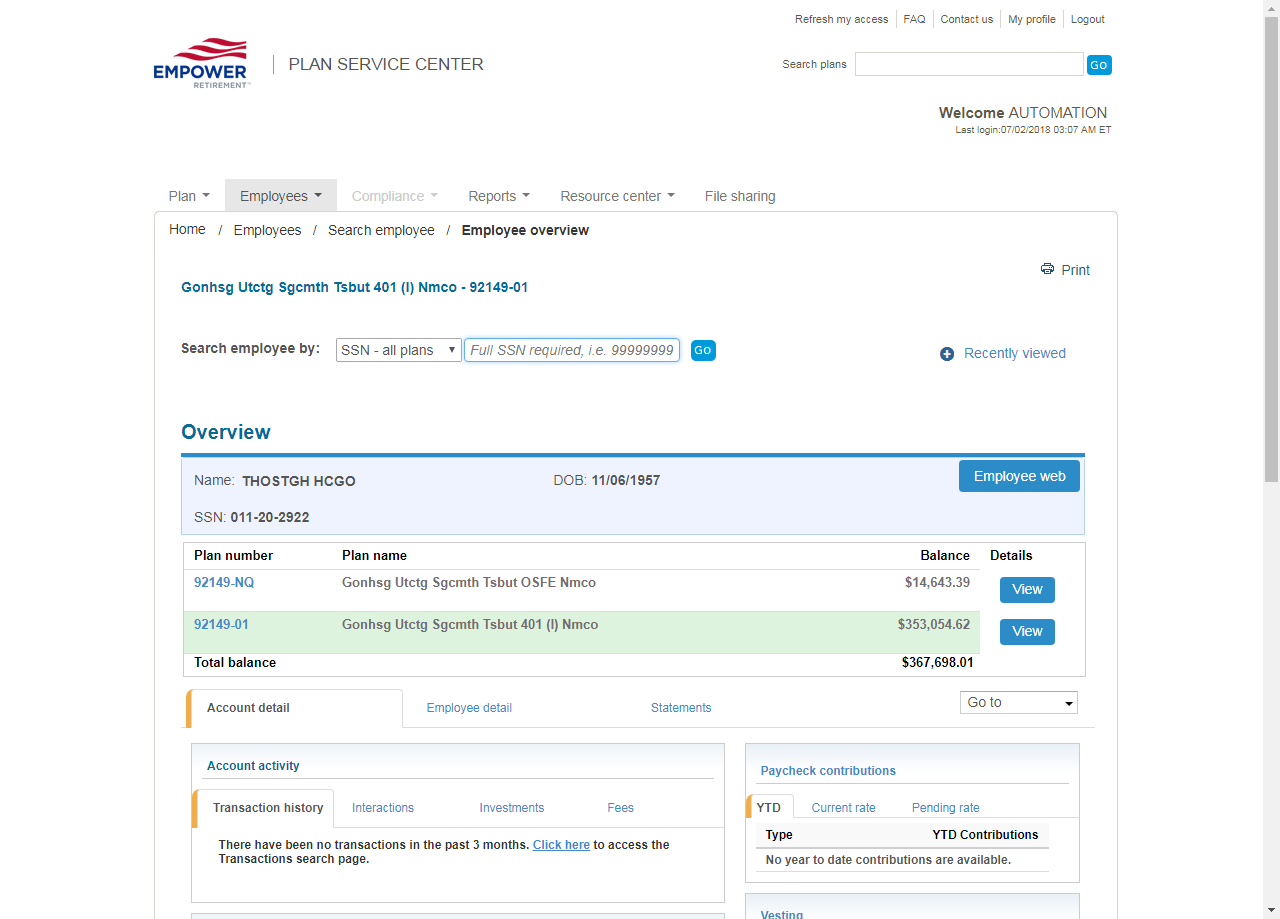 Refresh my access FAQ Contact us My profile Logout
EMPOWER
RETIREMENT™
PLAN SERVICE CENTER
Search plans Go
Welcome AUTOMATION
Last login:07/02/2018 03:07 AM ET
Plan Employees Compliance Reports Resource center File sharing
Home / Employees / Search employee / Employee overview
Print
Gonhsg Utctg Sgcmth Tsbut 401 (I) Nmco - 92149-01
Search employee by: SSN - all plans Full SSN required, i.e. 99999999 Go
Recently viewed
Overview
Name: THOSTGH HCGO DOB: 11/06/1957 Employee web
SSN: 011-20-2922
Plan number Plan name Balance Details
92149-NQ Gonhsg Utctg Sgcmth Tsbut OSFE Nmco $14,643.39 View
92149-01 Gonhsg Utctg Sgcmth Tsbut 401 (I) Nmco $353,054.62 View
Total balance $367,698.01
Account detail Employee detail Statements Go to
Account activity
Transaction history Interactions Investments Fees
There have been no transactions in the past 3 months. Click here to access the
Transactions search page.
Paycheck contributions
YTD Current rate Pending rate
Type YTD Contributions
No year to date contributions are available.
Vesting